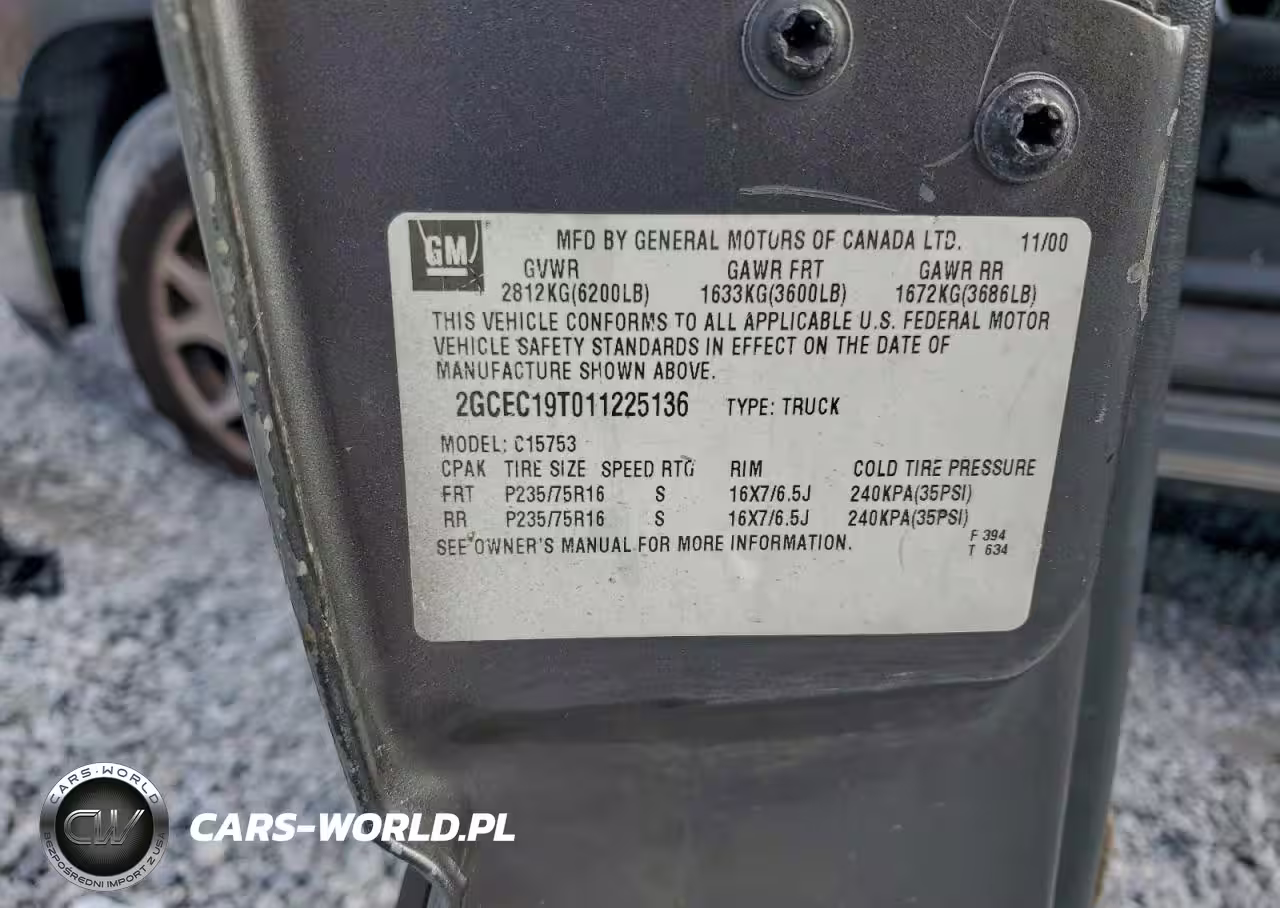 GM
MFD BY GENERAL MOTORS OF CANADA LTD. 11/00
GVWR GAWR FRT GAWR RR
2812KG(6200LB) 1633KG(3600LB) 1672KG(3686LB)
THIS VEHICLE CONFORMS TO ALL APPLICABLE U.S. FEDERAL MOTOR
VEHICLE SAFETY STANDARDS IN EFFECT ON THE DATE OF
MANUFACTURE SHOWN ABOVE.
2GCEC19T011225136 TYPE: TRUCK
MODEL: C15753
CPAK TIRE SIZE SPEED RTG RIM COLD TIRE PRESSURE
FRT P235/75R16 S 16X7/6.5J 240KPA(35PSI)
RR P235/75R16 S 16X7/6.5J 240KPA(35PSI)
SEE OWNER'S MANUAL FOR MORE INFORMATION.
F 394
T 634
CARS-WORLD
CW
BEZPOŚREDNI IMPORT Z USA
CARS-WORLD.PL